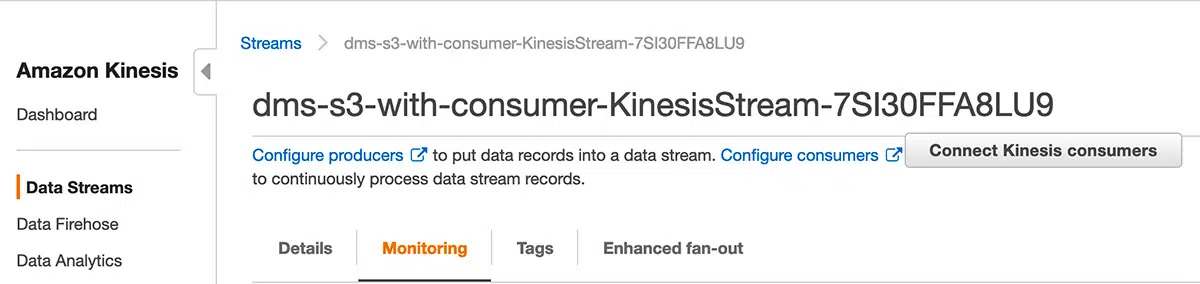 Streams > dms-s3-with-consumer-KinesisStream-7SI30FFA8LU9
Amazon Kinesis
Dashboard
Data Streams
Data Firehose
Data Analytics
dms-s3-with-consumer-KinesisStream-7SI30FFA8LU9
Configure producers to put data records into a data stream. Configure consumers
to continuously process data stream records.
Connect Kinesis consumers
Details Monitoring Tags Enhanced fan-out